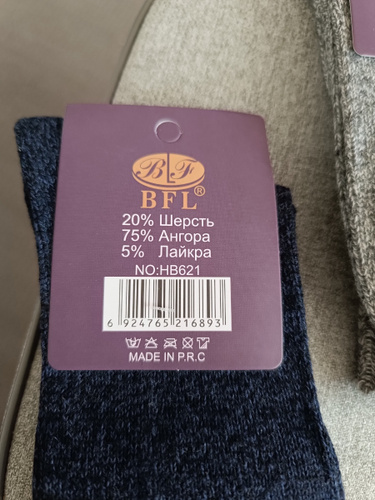 BF
BFL®
20% Шерсть
75% Ангора
5% Лайкра
NO:HB621
6 924765 216893
MADE IN P.R.C